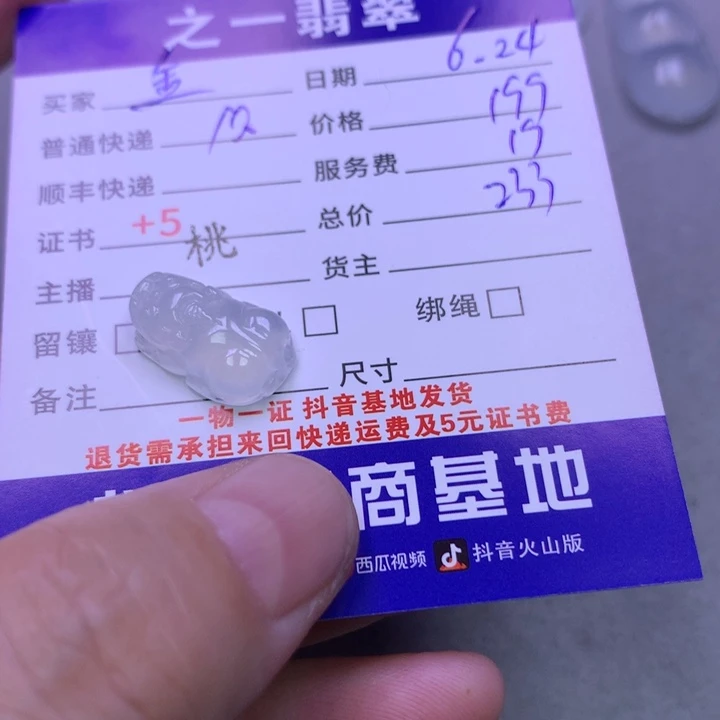 之一翡翠
买家 金 日期 6-24
普通快递 12 价格 199
顺丰快递 服务费 19
证书 +5 总价 233
主播 桃 货主
留镶 绑绳
备注 尺寸
一物一证 抖音基地发货
退货需承担来回快递运费及5元证书费
商基地
西瓜视频 抖音火山版